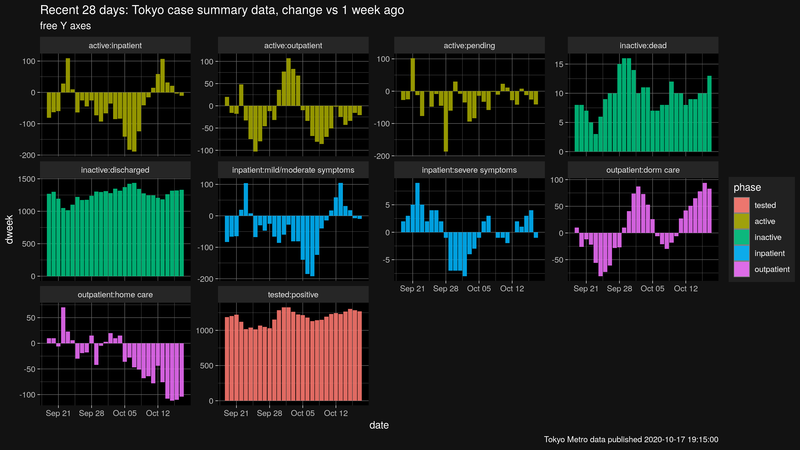 Recent 28 days: Tokyo case summary data, change vs 1 week ago
free Y axes
active:inpatient
active:outpatient
active:pending
inactive:dead
100
0
-100
-200
100
50
0
-50
-100
100
0
-100
-200
15
10
5
0
inactive:discharged
inpatient:mild/moderate symptoms
inpatient:severe symptoms
outpatient:dorm care
1500
1000
500
0
100
0
-100
-200
5
0
-5
100
50
0
-50
Sep 21 Sep 28 Oct 05 Oct 12
Sep 21 Sep 28 Oct 05 Oct 12
outpatient:home care
tested:positive
50
0
-50
-100
1000
500
0
Sep 21 Sep 28 Oct 05 Oct 12
Sep 21 Sep 28 Oct 05 Oct 12
dweek
date
phase
tested
active
inactive
inpatient
outpatient
Tokyo Metro data published 2020-10-17 19:15:00